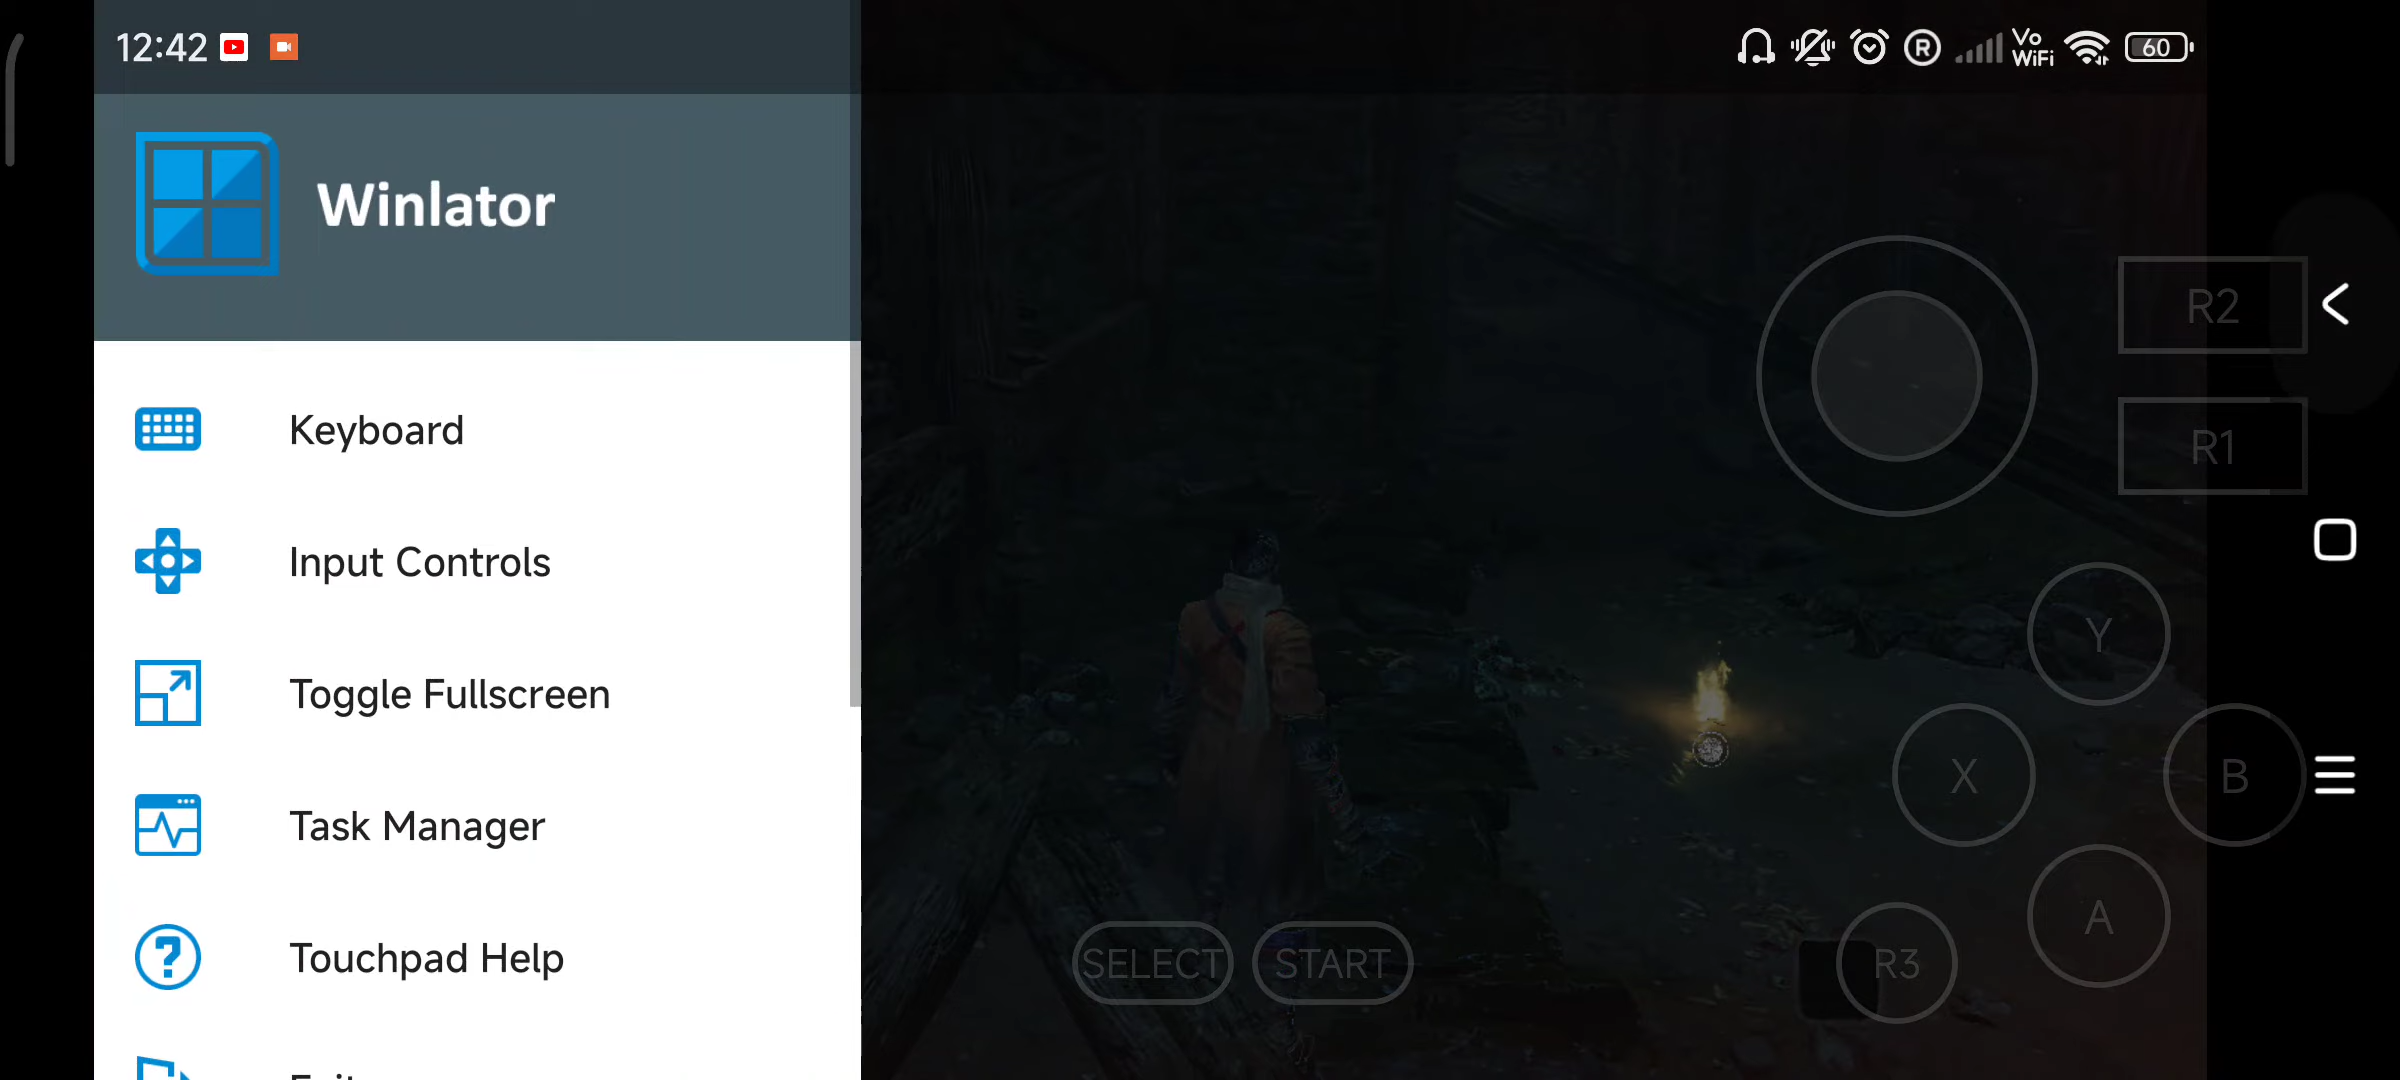 12:42
Vo
WiFi
60
R
Winlator
Keyboard
Input Controls
Toggle Fullscreen
Task Manager
Touchpad Help
Exit
R2
R1
Y
X
B
A
SELECT
START
R3